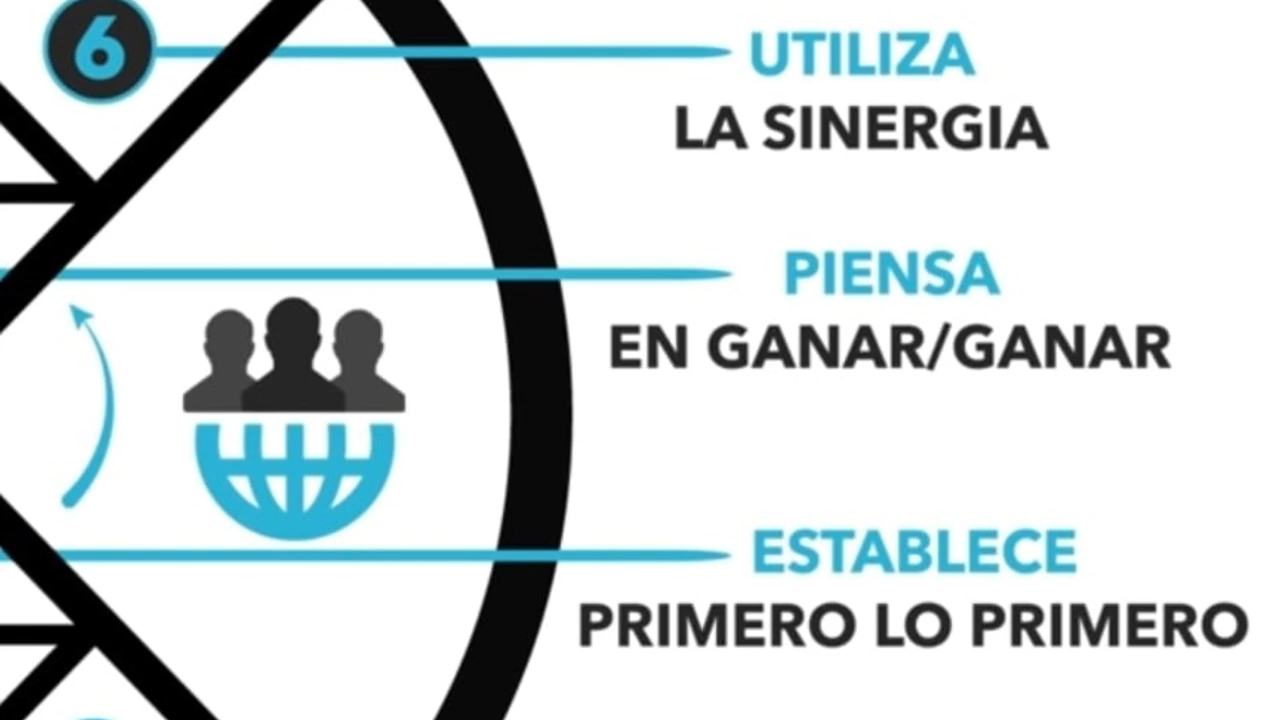 6
UTILIZA
LA SINERGIA
PIENSA
EN GANAR/GANAR
ESTABLECE
PRIMERO LO PRIMERO